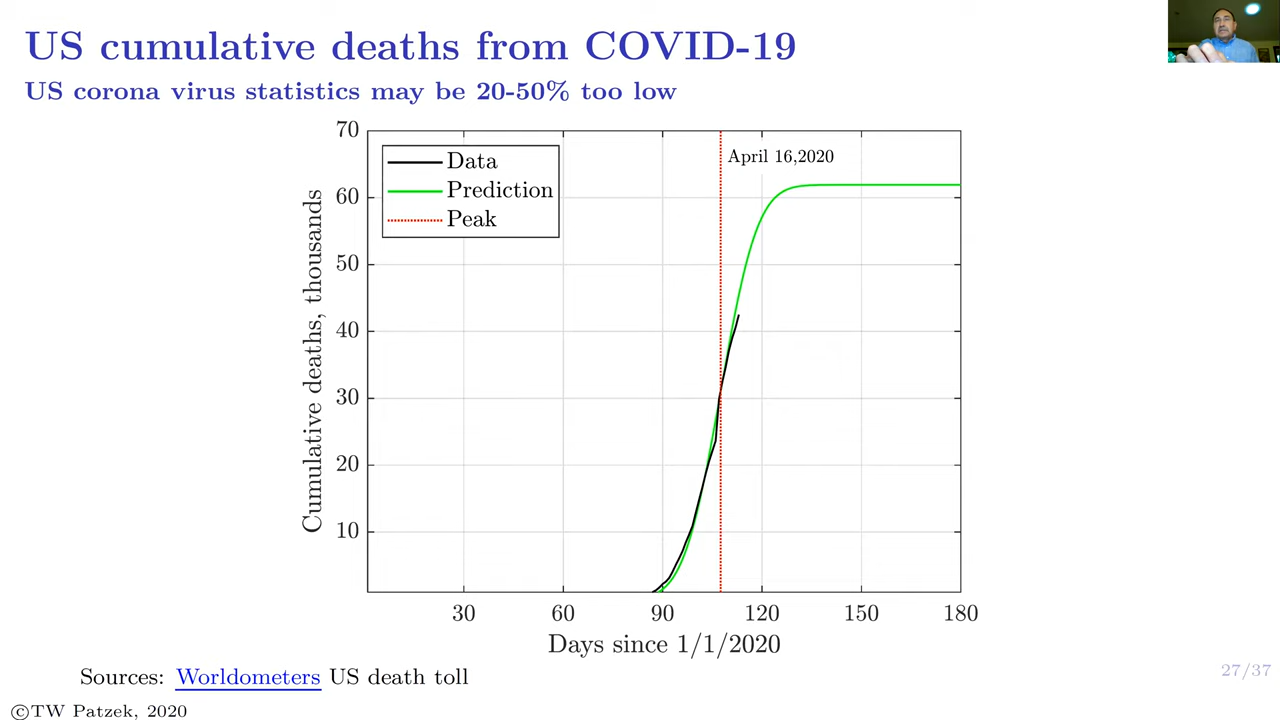 US cumulative deaths from COVID-19
US corona virus statistics may be 20-50% too low
70
60
50
40
30
20
10
Cumulative deaths, thousands
Data
Prediction
Peak
April 16,2020
30 60 90 120 150 180
Days since 1/1/2020
Sources: Worldometers US death toll
27/37
©TW Patzek, 2020